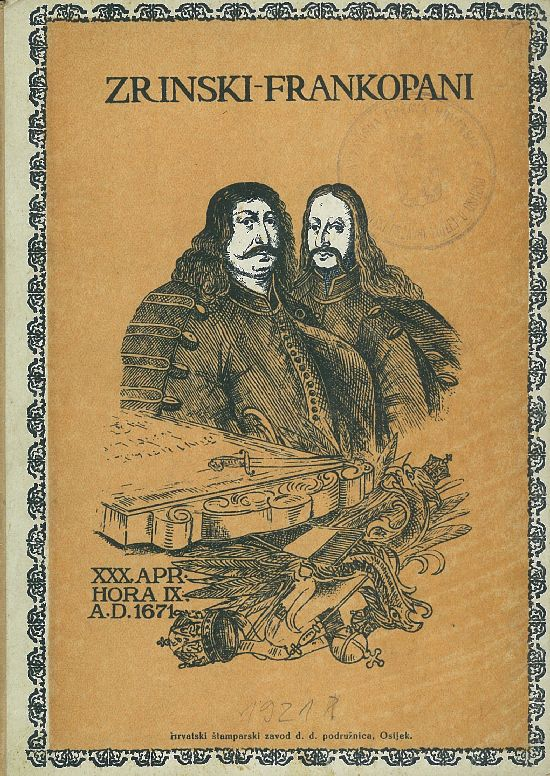 ZRINSKI-FRANKOPANI
XXX. APR.
HORA IX.
A.D. 1671
1921
Hrvatski štamparski zavod d. d. podružnica, Osijek.